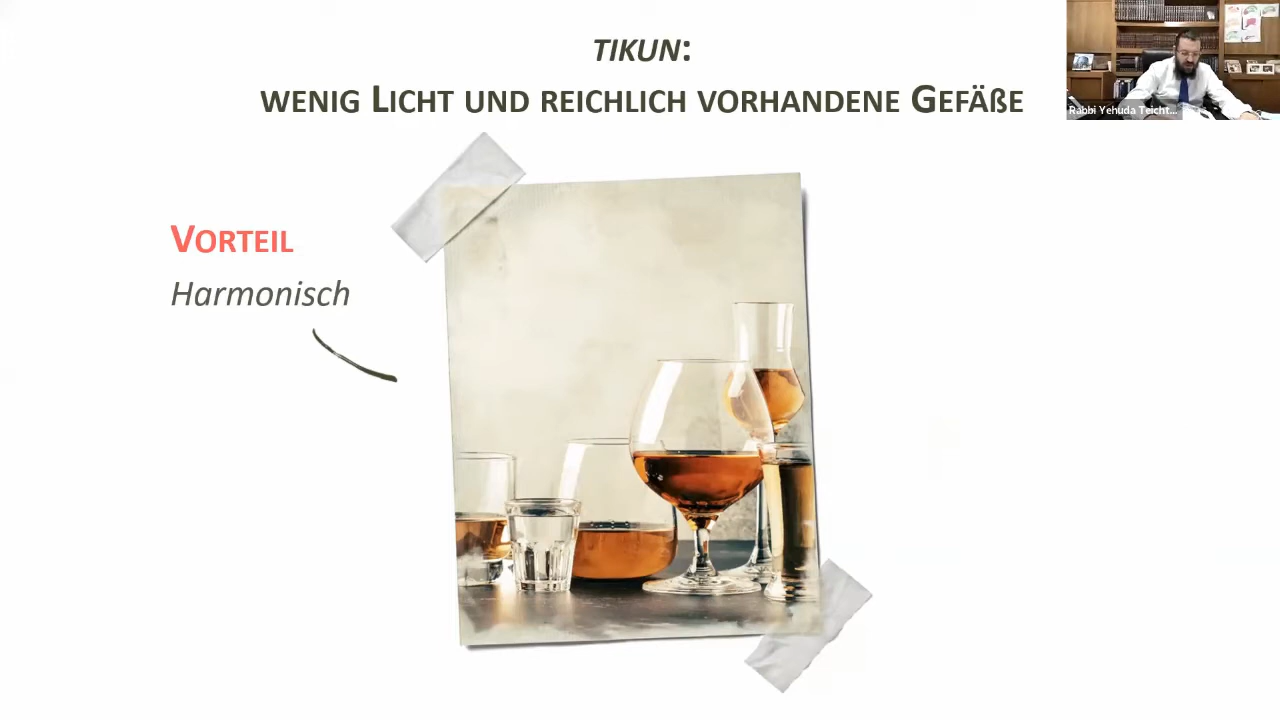 TIKUN:
WENIG LICHT UND REICHLICH VORHANDENE GEFÄßE
VORTEIL
Harmonisch
Rabbi Yehuda Teicht...